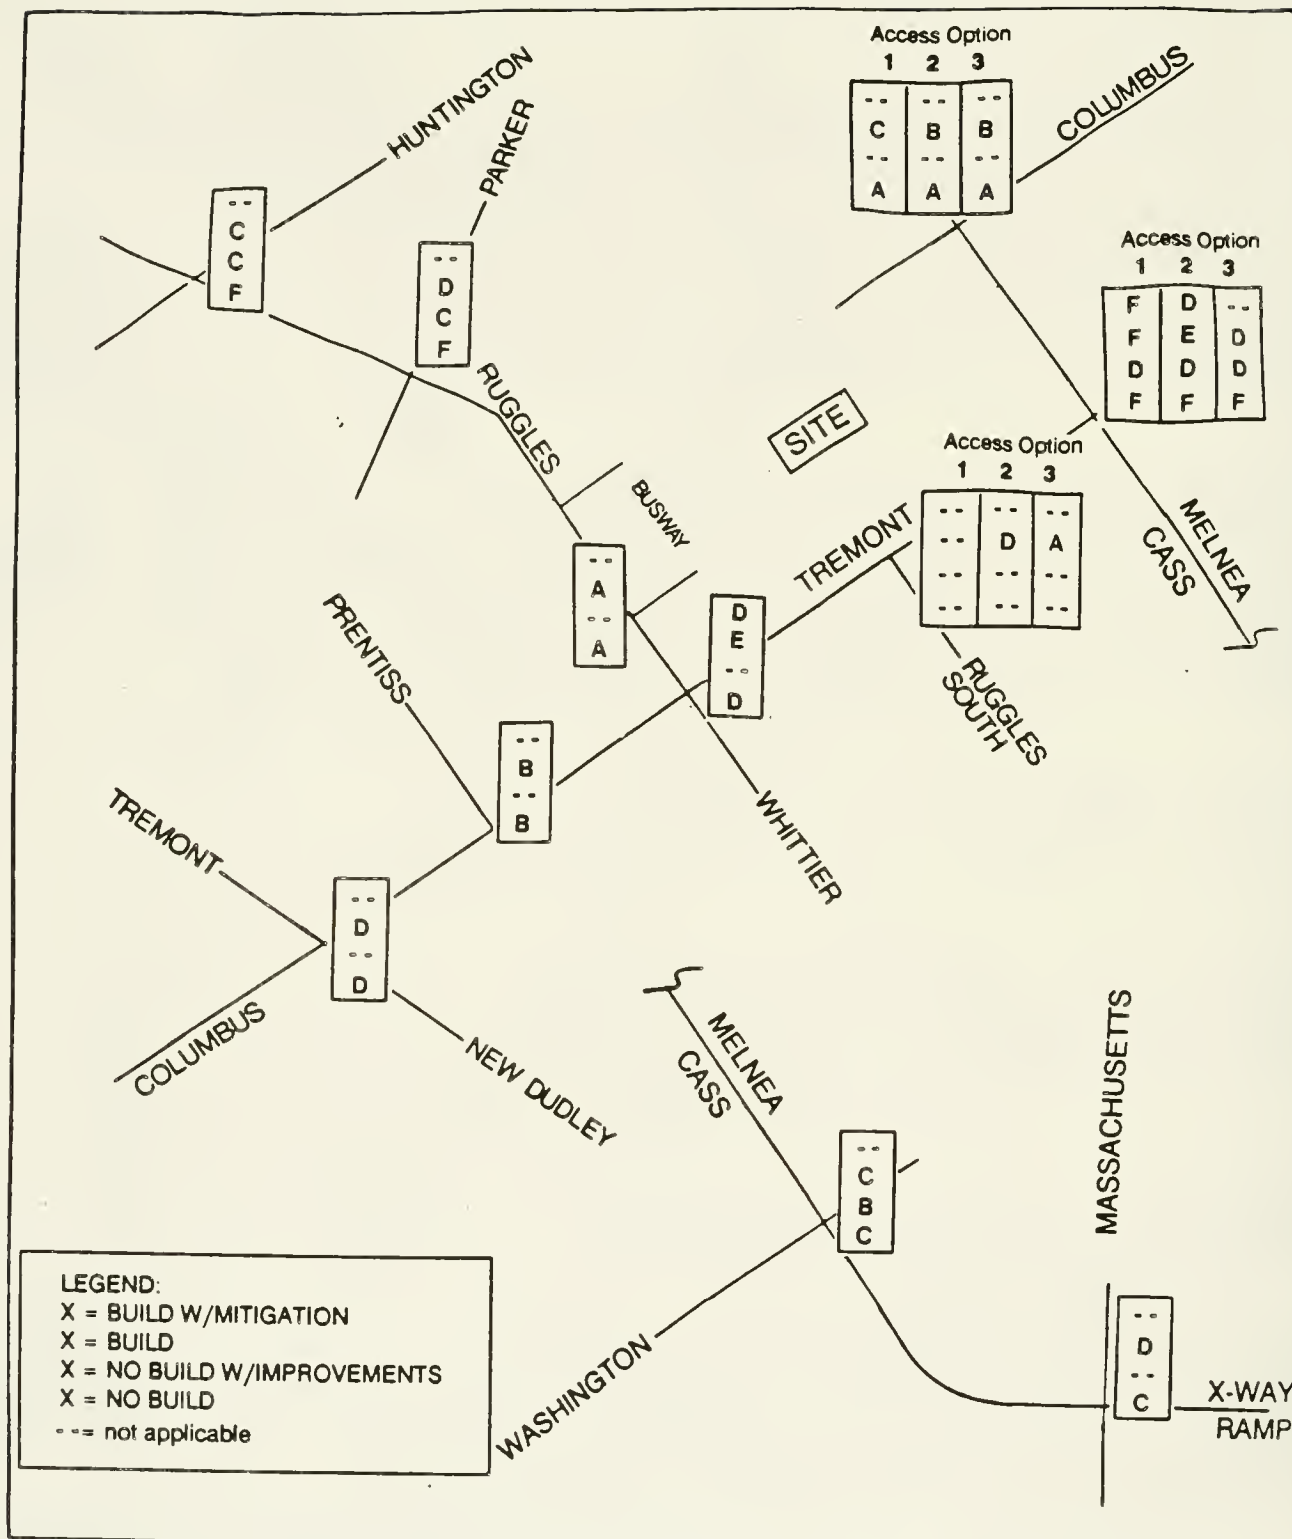 Access Option
1 2 3
-- -- --
C B B
-- -- --
A A A
COLUMBUS
HUNTINGTON
--
C
C
F
PARKER
--
D
C
F
Access Option
1 2 3
F D --
F E D
D D D
F F F
RUGGLES
SITE
BUSWAY
--
A
--
A
TREMONT
Access Option
1 2 3
-- -- --
-- D A
-- -- --
-- -- --
MELNEA
CASS
RUGGLES
SOUTH
D
E
--
D
PRENTISS
--
B
--
B
WHITTIER
TREMONT
--
D
--
D
COLUMBUS
NEW DUDLEY
MELNEA
CASS
--
C
B
C
WASHINGTON
MASSACHUSETTS
--
D
--
C
X-WAY
RAMP
LEGEND:
X = BUILD W/MITIGATION
X = BUILD
X = NO BUILD W/IMPROVEMENTS
X = NO BUILD
-- = not applicable